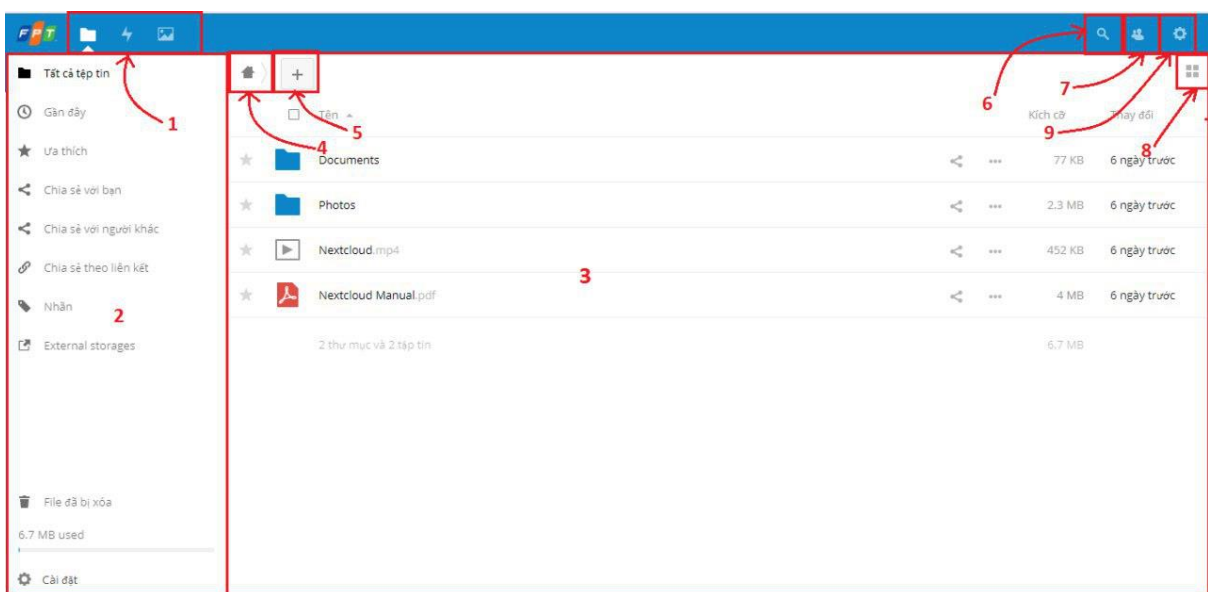 FPT
Tất cả tệp tin
Gần đây
Ưa thích
Chia sẻ với bạn
Chia sẻ với người khác
Chia sẻ theo liên kết
Nhãn
External storages
File đã bị xóa
6.7 MB used
Cài đặt
1
2
+
4
5
6
7
9
8
Tên
Kích cỡ
Thay đổi
Documents
77 KB
6 ngày trước
Photos
2.3 MB
6 ngày trước
Nextcloud.mp4
452 KB
6 ngày trước
3
Nextcloud Manual.pdf
4 MB
6 ngày trước
2 thư mục và 2 tập tin
6.7 MB